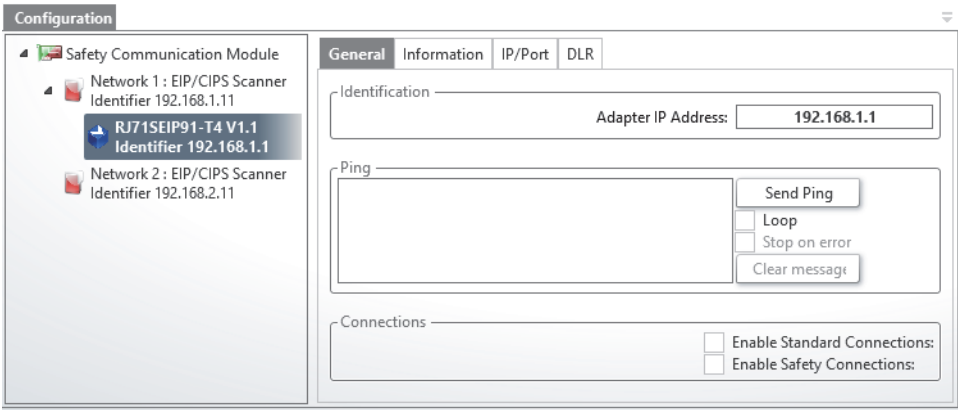 Configuration
Safety Communication Module
Network 1 : EIP/CIPS Scanner
Identifier 192.168.1.11
RJ71SEIP91-T4 V1.1
Identifier 192.168.1.1
Network 2 : EIP/CIPS Scanner
Identifier 192.168.2.11
General Information IP/Port DLR
Identification
Adapter IP Address: 192.168.1.1
Ping
Send Ping
Loop
Stop on error
Clear message
Connections
Enable Standard Connections:
Enable Safety Connections: